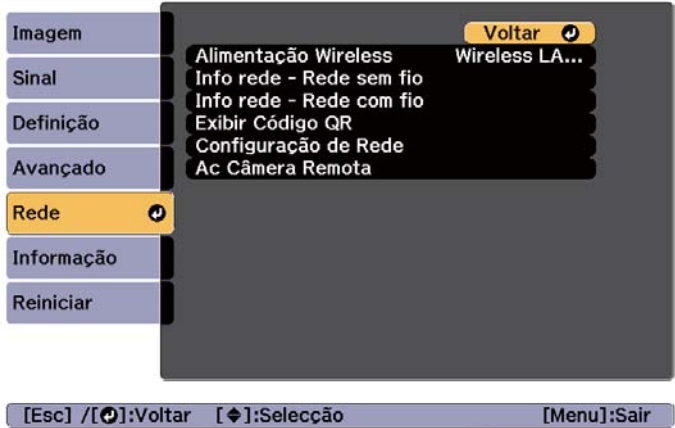 Imagem
Sinal
Definição
Avançado
Rede
Informação
Reiniciar
Voltar
Alimentação Wireless Wireless LA...
Info rede - Rede sem fio
Info rede - Rede com fio
Exibir Código QR
Configuração de Rede
Ac Câmera Remota
[Esc] /[⏎]:Voltar [◆]:Selecção [Menu]:Sair